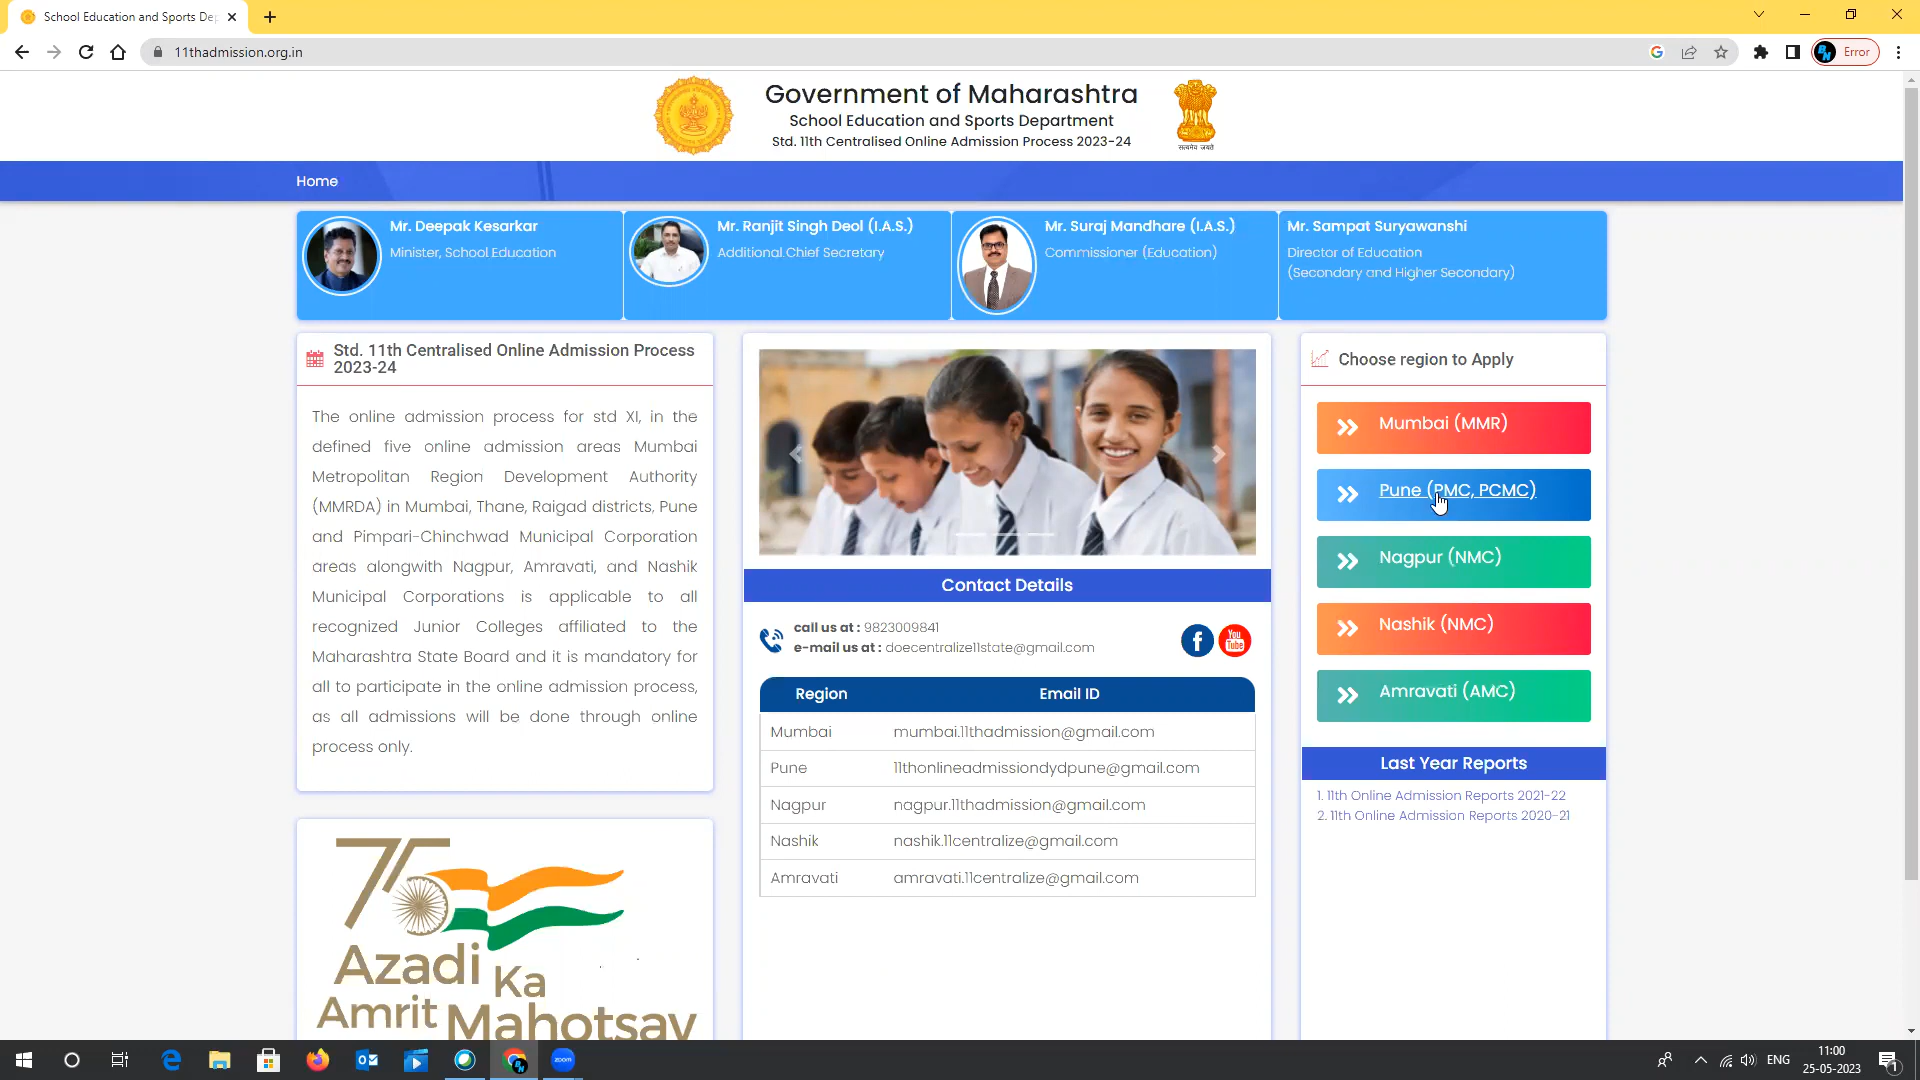 School Education and Sports De
11thadmission.org.in
Error
Government of Maharashtra
School Education and Sports Department
Std. 11th Centralised Online Admission Process 2023-24
सत्यमेव जयते
Home
Mr. Deepak Kesarkar
Minister, School Education
Mr. Ranjit Singh Deol (I.A.S.)
Additional Chief Secretary
Mr. Suraj Mandhare (I.A.S.)
Commissioner (Education)
Mr. Sampat Suryawanshi
Director of Education
(Secondary and Higher Secondary)
Std. 11th Centralised Online Admission Process
2023-24
The online admission process for std XI, in the
defined five online admission areas Mumbai
Metropolitan Region Development Authority
(MMRDA) in Mumbai, Thane, Raigad districts, Pune
and Pimpari-Chinchwad Municipal Corporation
areas alongwith Nagpur, Amravati, and Nashik
Municipal Corporations is applicable to all
recognized Junior Colleges affiliated to the
Maharashtra State Board and it is mandatory for
all to participate in the online admission process,
as all admissions will be done through online
process only.
75
Azadi Ka
Amrit Mahotsav
Contact Details
call us at : 9823009841
e-mail us at : doecentralize11state@gmail.com
You
Tube
Region Email ID
Mumbai mumbai.11thadmission@gmail.com
Pune 11thonlineadmissiondydpune@gmail.com
Nagpur nagpur.11thadmission@gmail.com
Nashik nashik.11centralize@gmail.com
Amravati amravati.11centralize@gmail.com
Choose region to Apply
Mumbai (MMR)
Pune (PMC, PCMC)
Nagpur (NMC)
Nashik (NMC)
Amravati (AMC)
Last Year Reports
1. 11th Online Admission Reports 2021-22
2. 11th Online Admission Reports 2020-21
zoom
ENG
11:00
25-05-2023
1